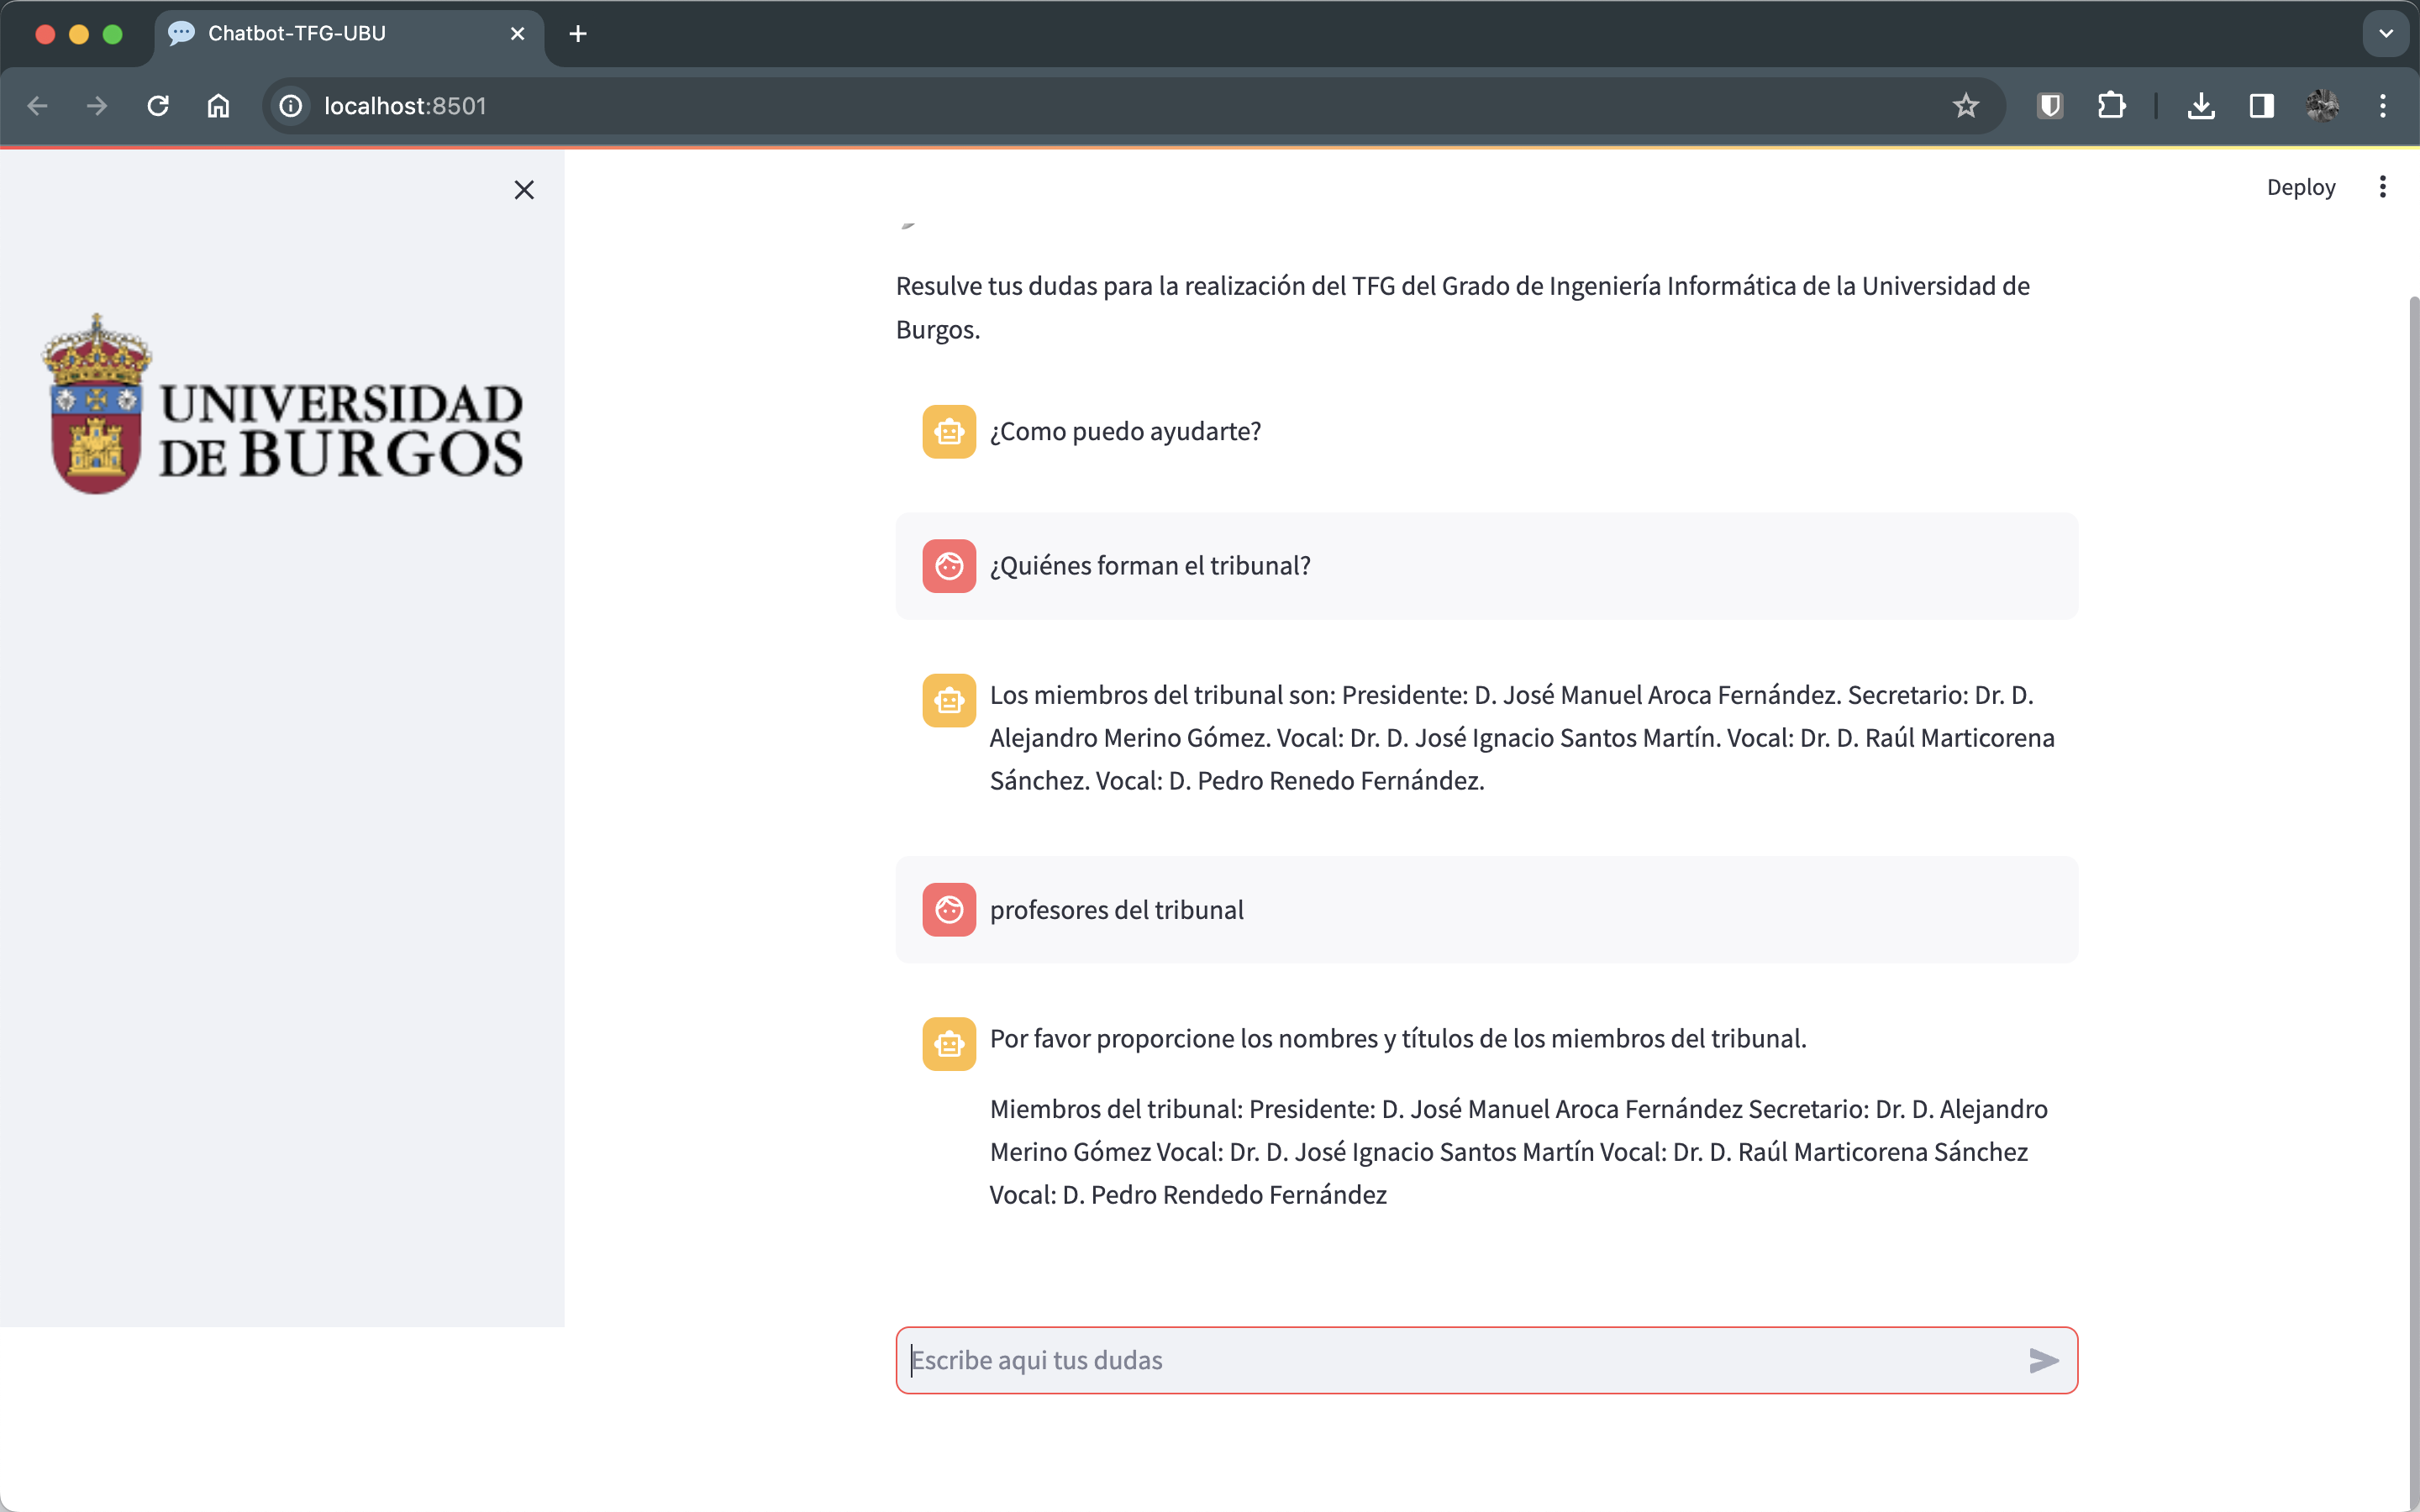 Chatbot-TFG-UBU
localhost:8501
Deploy
UNIVERSIDAD
DE BURGOS
Resulve tus dudas para la realización del TFG del Grado de Ingeniería Informática de la Universidad de
Burgos.
¿Como puedo ayudarte?
¿Quiénes forman el tribunal?
Los miembros del tribunal son: Presidente: D. José Manuel Aroca Fernández. Secretario: Dr. D.
Alejandro Merino Gómez. Vocal: Dr. D. José Ignacio Santos Martín. Vocal: Dr. D. Raúl Marticorena
Sánchez. Vocal: D. Pedro Renedo Fernández.
profesores del tribunal
Por favor proporcione los nombres y títulos de los miembros del tribunal.
Miembros del tribunal: Presidente: D. José Manuel Aroca Fernández Secretario: Dr. D. Alejandro
Merino Gómez Vocal: Dr. D. José Ignacio Santos Martín Vocal: Dr. D. Raúl Marticorena Sánchez
Vocal: D. Pedro Rendedo Fernández
Escribe aqui tus dudas